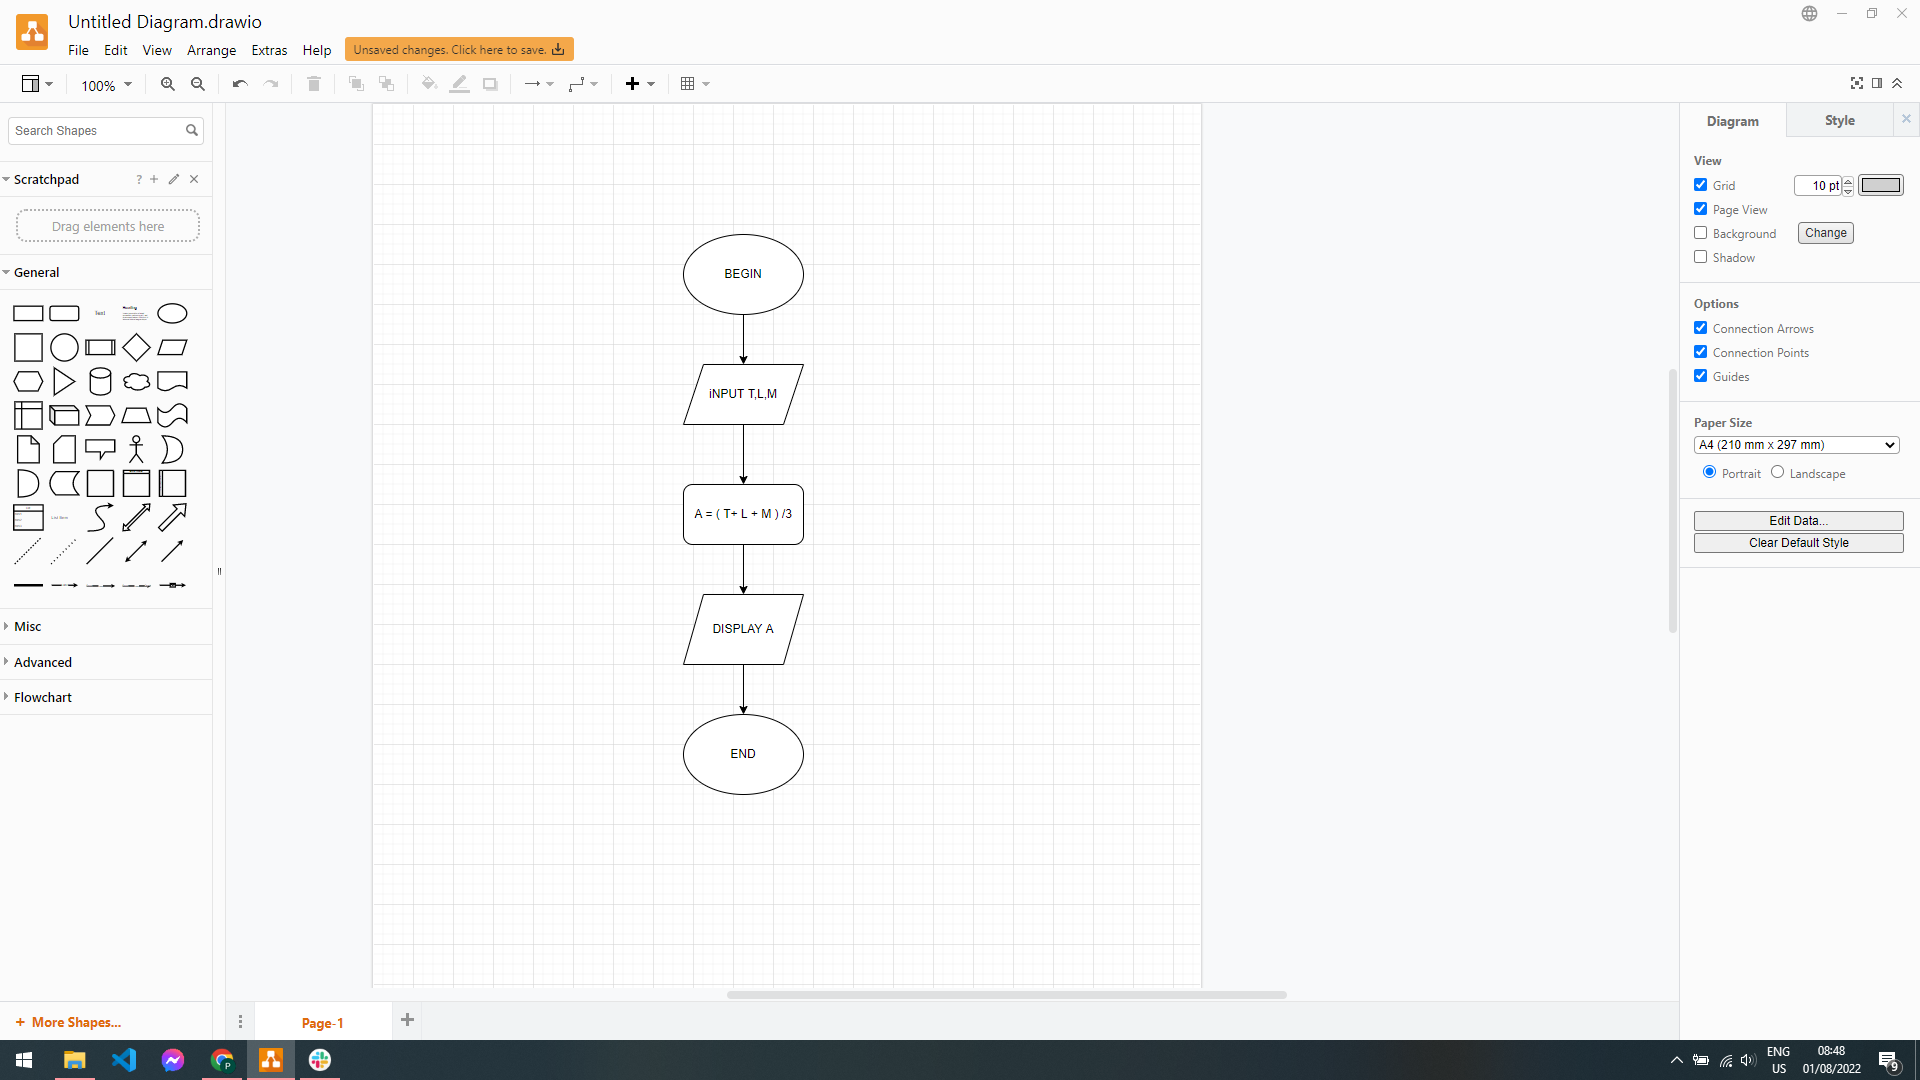 Untitled Diagram.drawio
File Edit View Arrange Extras Help Unsaved changes. Click here to save.
100%
Search Shapes
Scratchpad ? +
Drag elements here
General
Text
Heading
Misc
Advanced
Flowchart
+ More Shapes...
BEGIN
iNPUT T,L,M
A = ( T+ L + M ) /3
DISPLAY A
END
Page-1
Diagram Style
View
Grid 10 pt
Page View
Background Change
Shadow
Options
Connection Arrows
Connection Points
Guides
Paper Size
A4 (210 mm x 297 mm)
Portrait Landscape
Edit Data...
Clear Default Style
P
ENG
US
08:48
01/08/2022
9